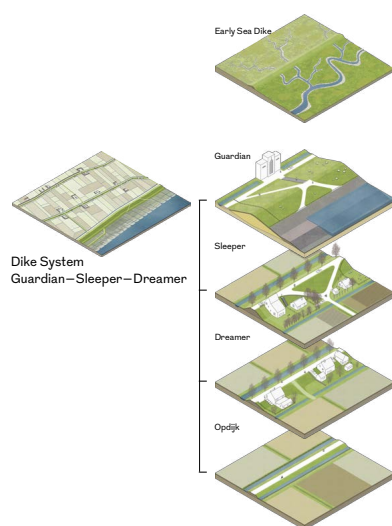 Early Sea Dike
Guardian
Dike System
Guardian–Sleeper–Dreamer
Sleeper
Dreamer
Opdijk